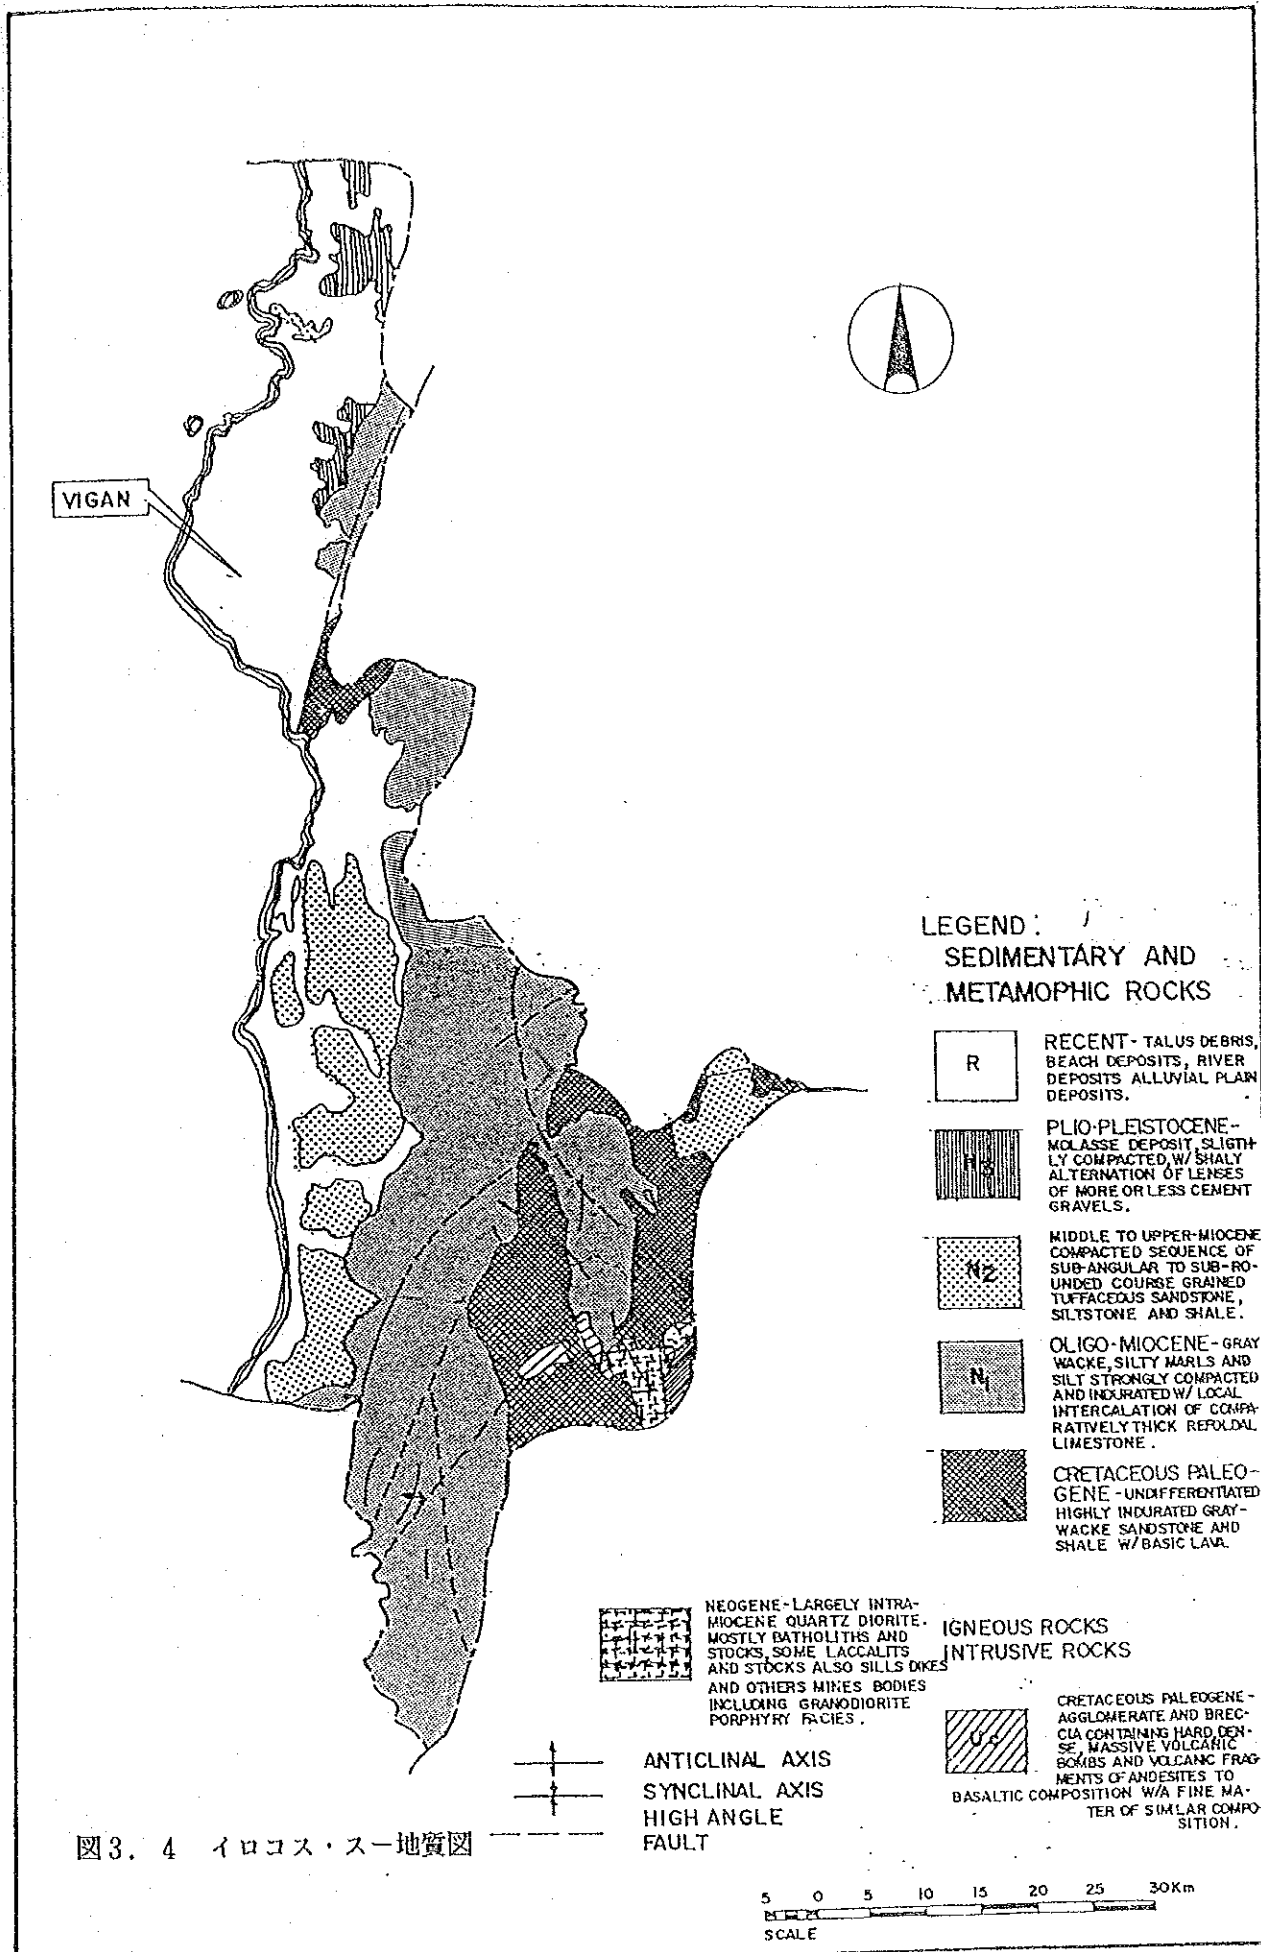 VIGAN
LEGEND:
SEDIMENTARY AND
METAMOPHIC ROCKS
R
RECENT- TALUS DEBRIS,
BEACH DEPOSITS, RIVER
DEPOSITS ALLUVIAL PLAIN
DEPOSITS.
PLIO-PLEISTOCENE-
MOLASSE DEPOSIT, SLIGTH-
LY COMPACTED, W/ SHALY
ALTERNATION OF LENSES
OF MORE OR LESS CEMENT
GRAVELS.
N2
MIDDLE TO UPPER-MIOCENE
COMPACTED SEQUENCE OF
SUB-ANGULAR TO SUB-RO-
UNDED COURSE GRAINED
TUFFACEOUS SANDSTONE,
SILTSTONE AND SHALE.
N1
OLIGO-MIOCENE- GRAY
WACKE, SILTY MARLS AND
SILT STRONGLY COMPACTED
AND INDURATED W/ LOCAL
INTERCALATION OF COMPA-
RATIVELY THICK
LIMESTONE.
CRETACEOUS PALEO-
GENE - UNDIFFERENTIATED
HIGHLY INDURATED GRAY-
WACKE SANDSTONE AND
SHALE W/ BASIC LAVA.
NEOGENE-LARGELY INTRA-
MIOCENE QUARTZ DIORITE.
MOSTLY BATHOLITHS AND
STOCKS, SOME LACCALITS
AND STOCKS ALSO SILLS DIKES
AND OTHERS MINES BODIES
INCLUDING GRANODIORITE
PORPHYRY FACIES.
IGNEOUS ROCKS
INTRUSIVE ROCKS
CRETACEOUS PALEOGENE-
AGGLOMERATE AND BREC-
CIA CONTAINING HARD, DEN-
SE, MASSIVE VOLCANIC
BOMBS AND VOLCANIC FRAG
MENTS OF ANDESITES TO
BASALTIC COMPOSITION W/A FINE MA-
TER OF SIMLAR COMPO
SITION.
ANTICLINAL AXIS
SYNCLINAL AXIS
HIGH ANGLE
FAULT
図3.4 イロコス・スー地質図
5 0 5 10 15 20 25 30Km
SCALE